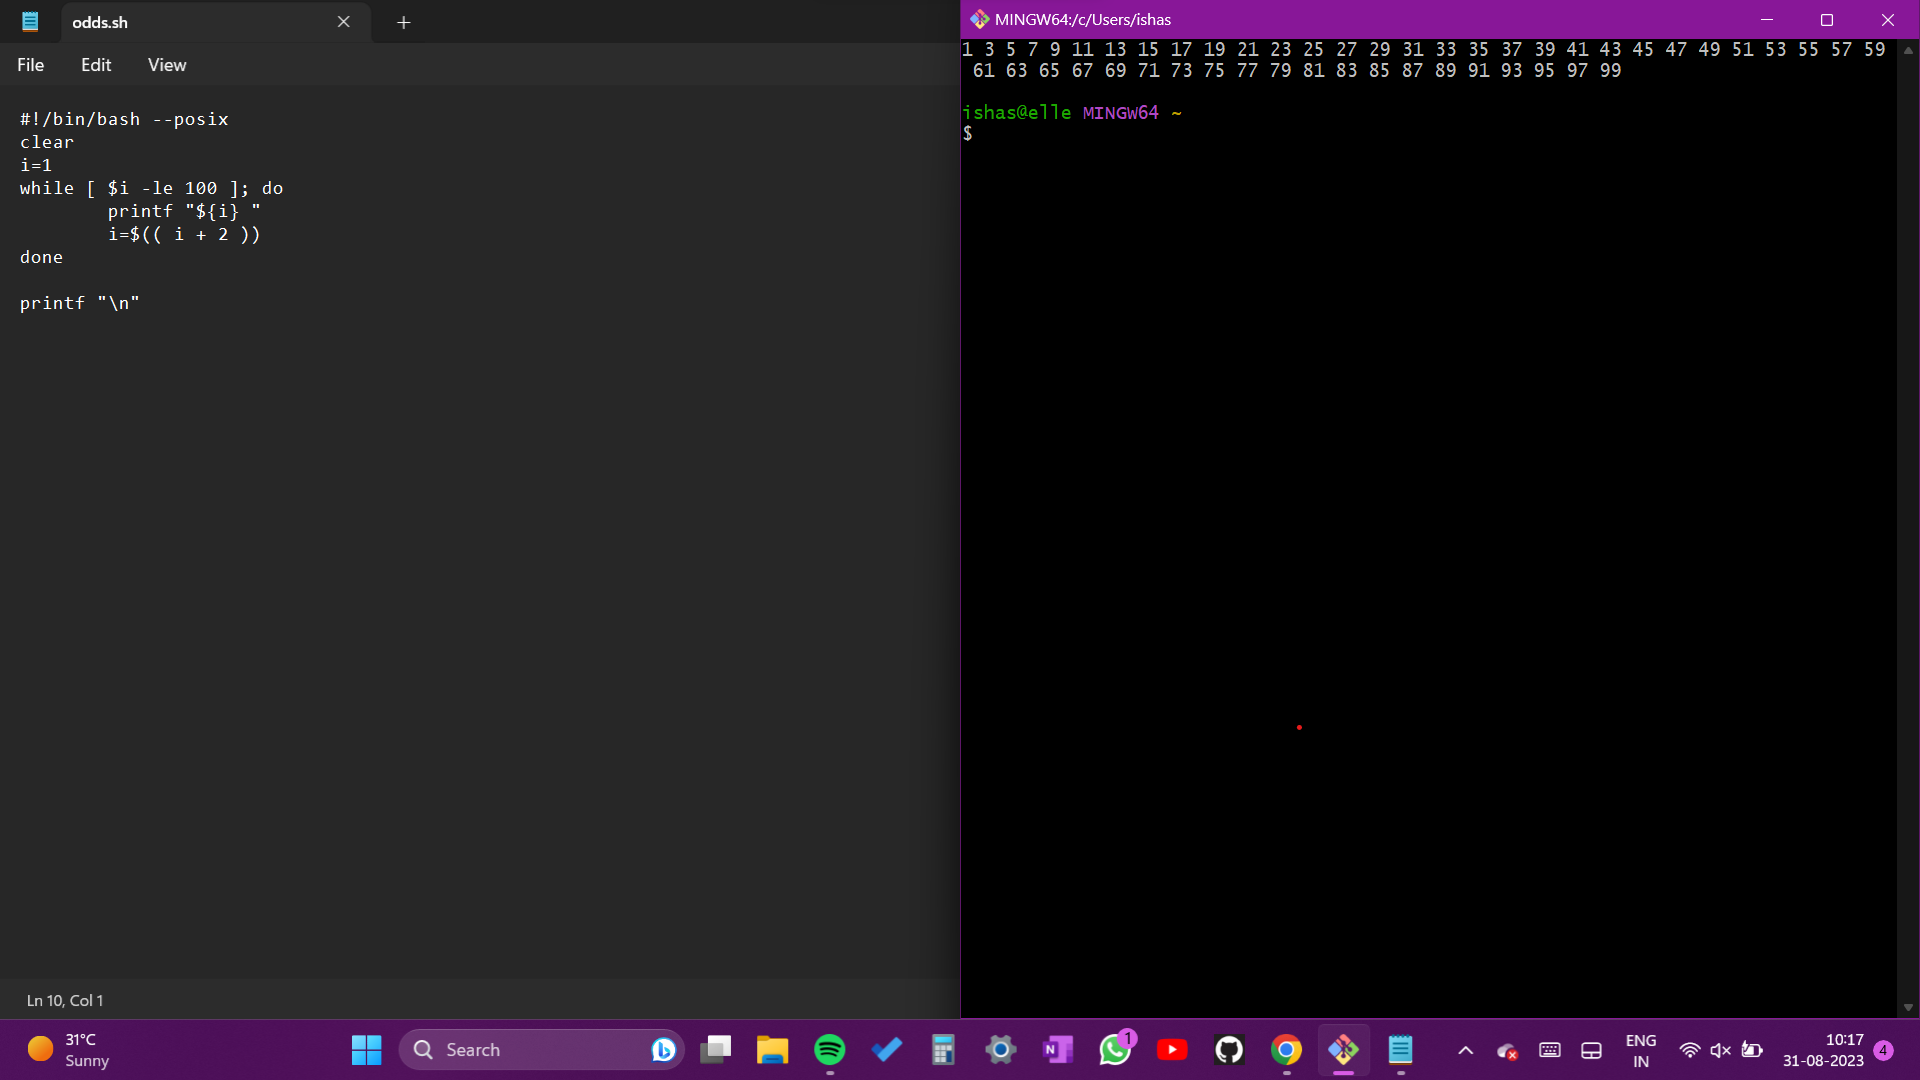 odds.sh
File Edit View
#!/bin/bash --posix
clear
i=1
while [ $i -le 100 ]; do
        printf "${i} "
        i=$(( i + 2 ))
done

printf "\n"
Ln 10, Col 1
MINGW64:/c/Users/ishas
1 3 5 7 9 11 13 15 17 19 21 23 25 27 29 31 33 35 37 39 41 43 45 47 49 51 53 55 57 59
 61 63 65 67 69 71 73 75 77 79 81 83 85 87 89 91 93 95 97 99

ishas@elle MINGW64 ~
$
31°C
Sunny
Search
N
1
ENG
IN
10:17
31-08-2023
4